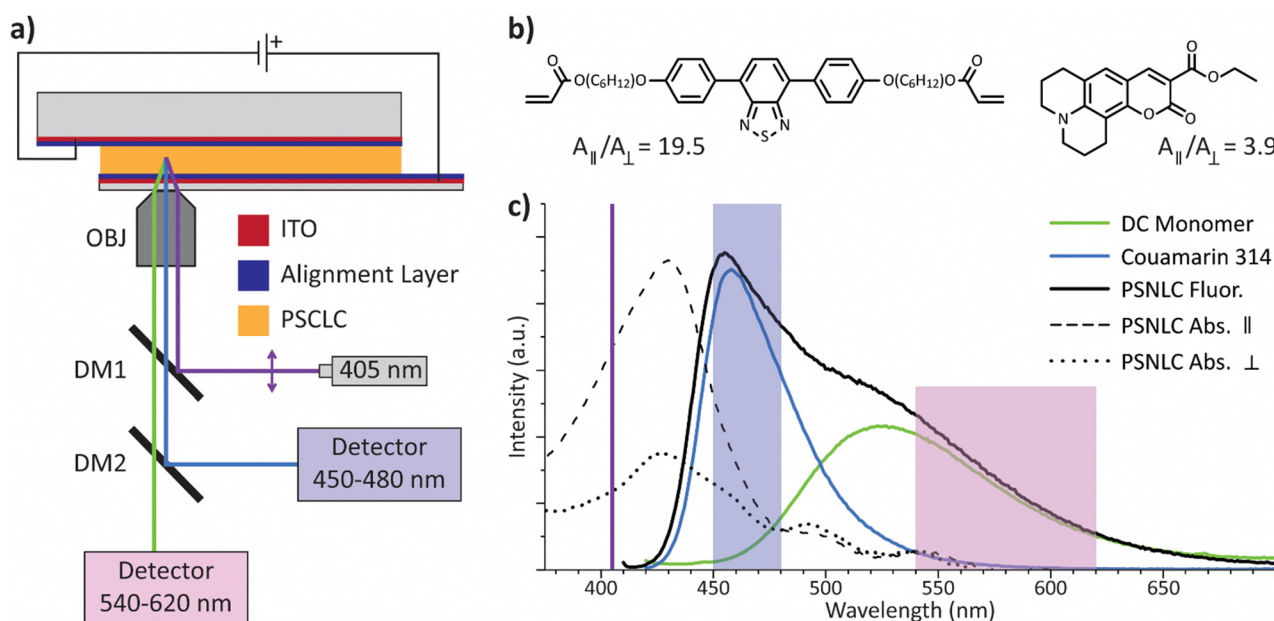 a)
+
OBJ
ITO
Alignment Layer
PSCLC
DM1
405 nm
DM2
Detector
450-480 nm
Detector
540-620 nm
b)
O
O(C6H12)O
N
S
N
O(C6H12)O
O
A∥/A⊥ = 19.5
N
O
O
O
O
A∥/A⊥ = 3.9
c)
DC Monomer
Couamarin 314
PSNLC Fluor.
PSNLC Abs. ∥
PSNLC Abs. ⊥
Intensity (a.u.)
400 450 500 550 600 650
Wavelength (nm)